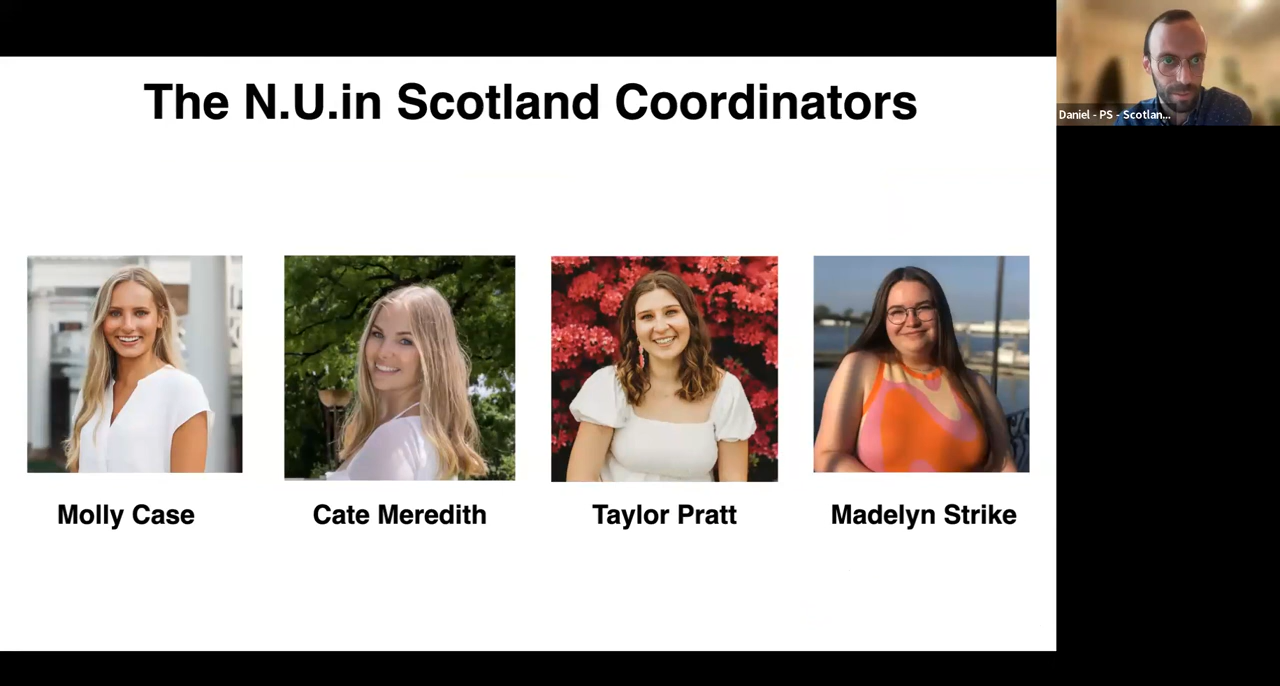 The N.U.in Scotland Coordinators
Daniel - PS - Scotlan...
Molly Case
Cate Meredith
Taylor Pratt
Madelyn Strike